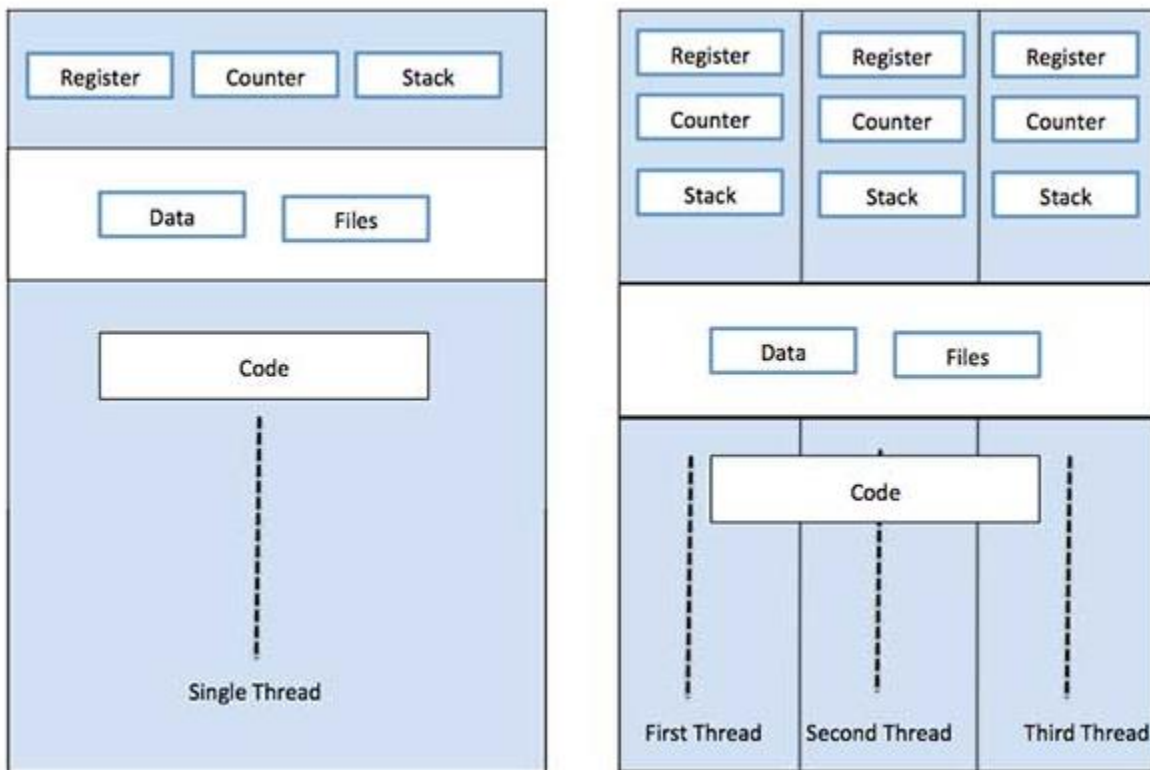 Register Counter Stack
Data Files
Code
Single Thread
Register Register Register
Counter Counter Counter
Stack Stack Stack
Data Files
Code
First Thread Second Thread Third Thread